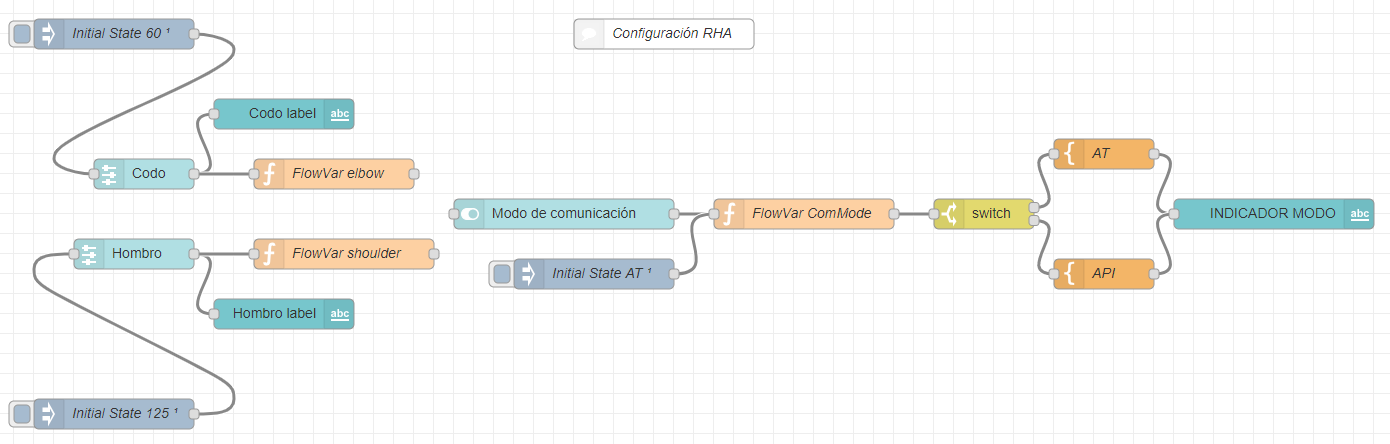 Initial State 60 ¹
Configuración RHA
Codo label
abc
Codo
FlowVar elbow
AT
Modo de comunicación
FlowVar ComMode
switch
INDICADOR MODO
abc
Hombro
FlowVar shoulder
Initial State AT ¹
API
Hombro label
abc
Initial State 125 ¹